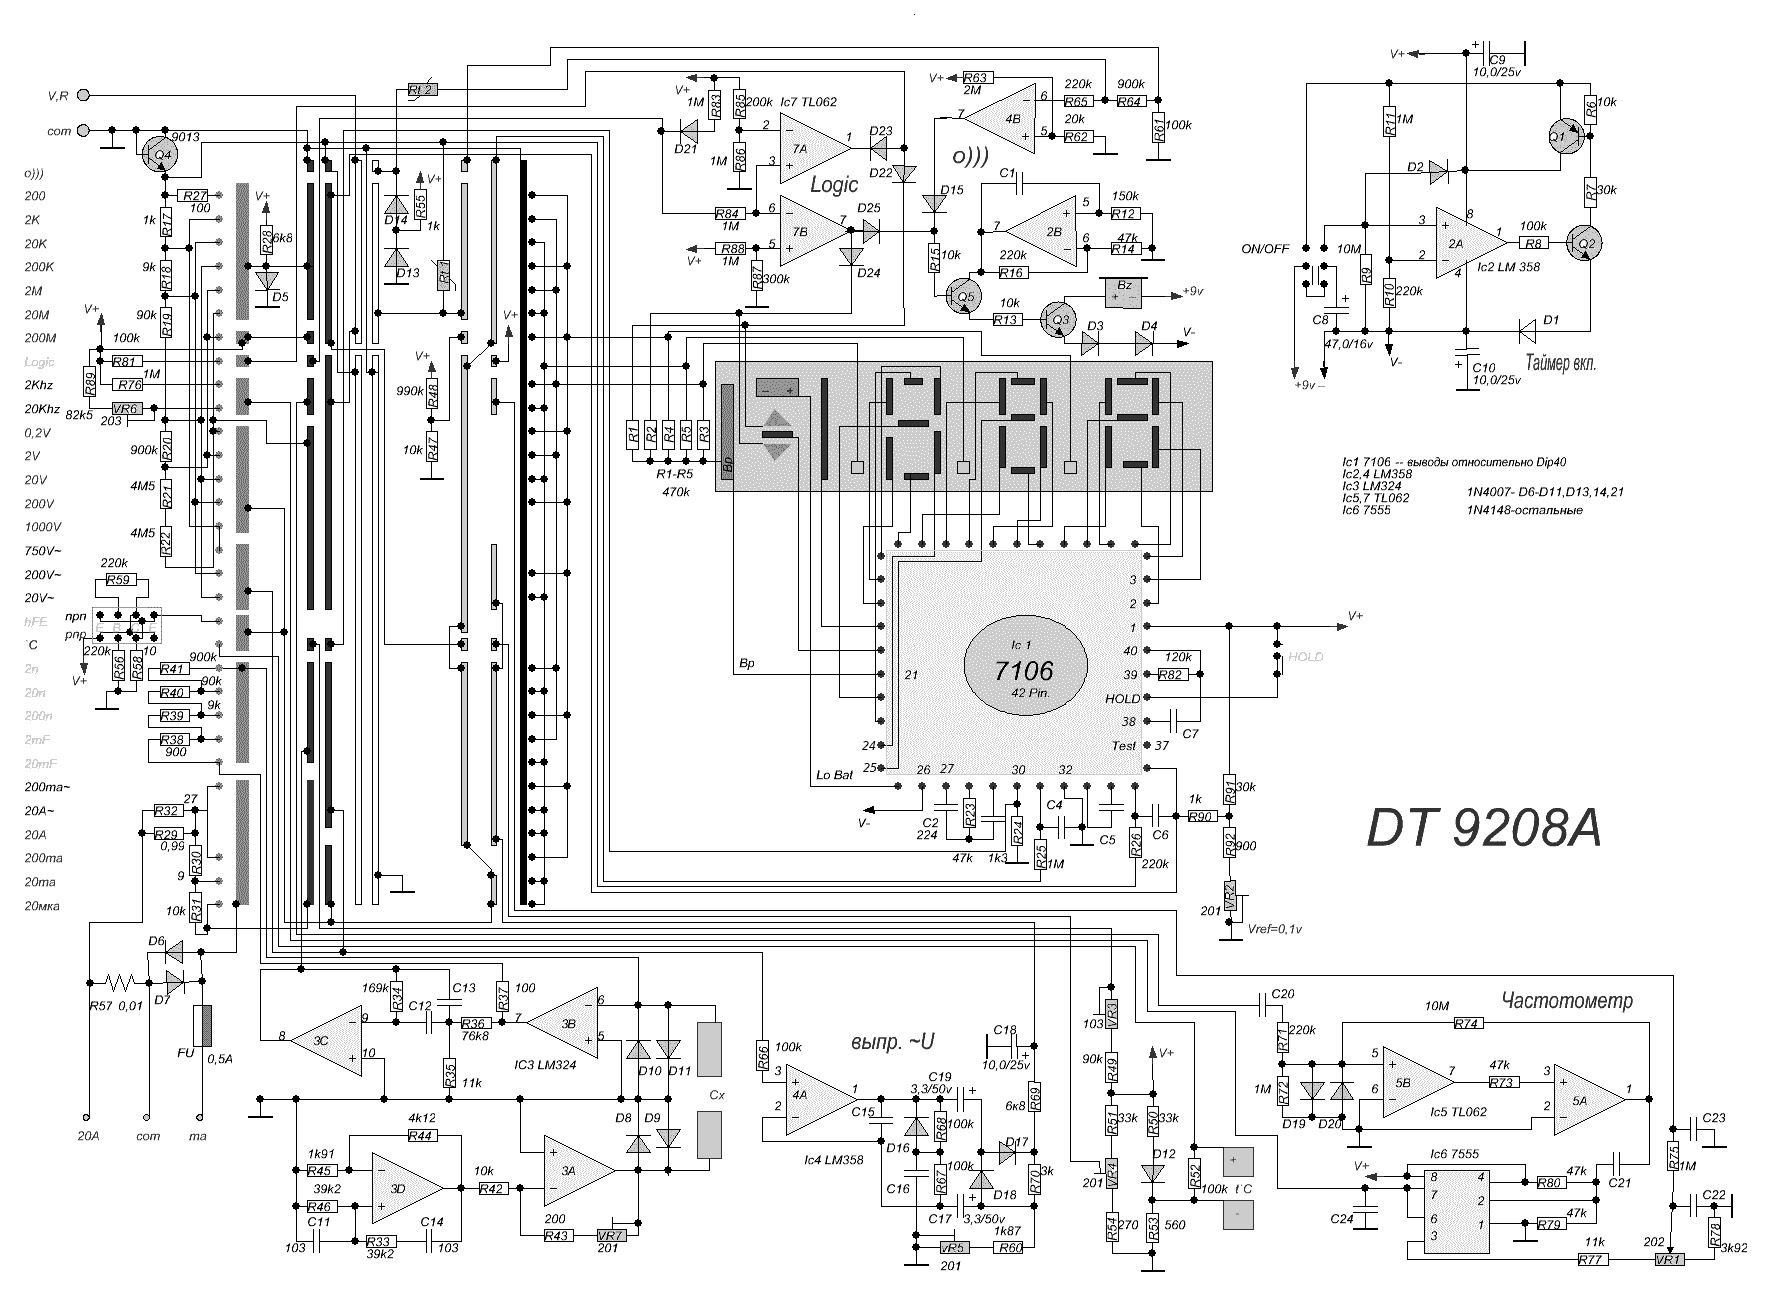 V,R
com
9013
Q4
o)))
200
2K
20K
200K
2M
20M
200M
Logic
2Khz
20Khz
0,2V
2V
20V
200V
1000V
750V~
200V~
20V~
hFE
°C
2n
20n
200n
2mF
20mF
200ma~
20A~
20A
200ma
20ma
20мка
R27
100
1k
R17
9k
R18
90k
R19
V+
R28
6k8
D5
V+
100k
R81
1M
R76
R89
82k5
VR6
203
900k
R20
4M5
R21
4M5
R22
220k
R59
прп
рпр
220k
R56
R58
10
V+
900k
R41
90k
R40
9k
R39
R38
900
27
R32
R29
0,99
R30
9
10k
R31
D6
D7
R57 0,01
FU
0,5A
20A
com
ma
Rt 2
V+
D14
R55
1k
D13
Rt 1
V+
V+
990k
R48
10k
R47
V+
1M
R83
R85
200k
Ic7 TL062
D21
2
7A
1
3
1M
R86
D23
D22
Logic
R84
1M
6
7B
7
5
D25
V+
R88
1M
R87
300k
D24
V+
R63
2M
7
4B
6
5
220k
R65
900k
R64
20k
R62
R61
100k
o)))
C1
D15
5
2B
7
6
150k
R12
47k
R14
R15
10k
220k
R16
Q5
10k
R13
Q3
Bz
+ −
+9v
D3
D4
V-
R1
R2
R4
R5
R3
R1-R5
470k
Bp
− +
Bp
Lo Bat
Ic 1
7106
42 Pin.
21
24
25
26
27
30
32
3
2
1
40
39
HOLD
38
Test
37
V+
120k
R82
HOLD
C7
V-
C2
224
R23
47k
1k3
R24
C4
R25
1M
C5
R26
220k
C6
1k
R90
R91
30k
R92
900
VR2
201
Vref=0,1v
V+
C9
10,0/25v
R11
1M
R6
10k
Q1
D2
R7
30k
Таймер вкл.
ON/OFF
10M
R9
3
2A
8
1
2
4
Ic2 LM 358
100k
R8
Q2
R10
220k
C8
47,0/16v
D1
+9v −
V-
C10
10,0/25v
Ic1 7106 -- выводы относительно Dip40
Ic2,4 LM358
Ic3 LM324
Ic5,7 TL062
Ic6 7555
1N4007- D6-D11,D13,14,21
1N4148-остальные
DT 9208A
169k
R34
C12
C13
R36
76k8
R37
100
8
3C
9
10
R35
11k
IC3 LM324
7
3B
6
5
D10
D11
Cx
D8
D9
4k12
R44
1k91
R45
39k2
R46
3D
C11
103
R33
39k2
C14
103
10k
R42
3A
200
R43
VR7
201
R66
100k
выпр. ~U
3
4A
1
2
Ic4 LM358
C15
C19
3,3/50v
D16
R68
100k
C16
R67
100k
C17
3,3/50v
D18
D17
C18
10,0/25v
R69
6к8
R70
3k
1k87
R60
VR5
201
VR3
103
90k
R49
R51
33k
VR4
201
R54
270
V+
R50
33k
D12
R53
560
R52
100k
t°C
+
-
C20
Частотометр
R71
220k
R72
1M
D19
D20
10M
R74
5
5B
7
6
Ic5 TL062
47k
R73
3
5A
1
2
C23
R75
1M
V+
Ic6 7555
8
7
6
3
4
2
1
47k
R80
47k
R79
C21
C24
C22
R78
3k92
11k
R77
202
VR1